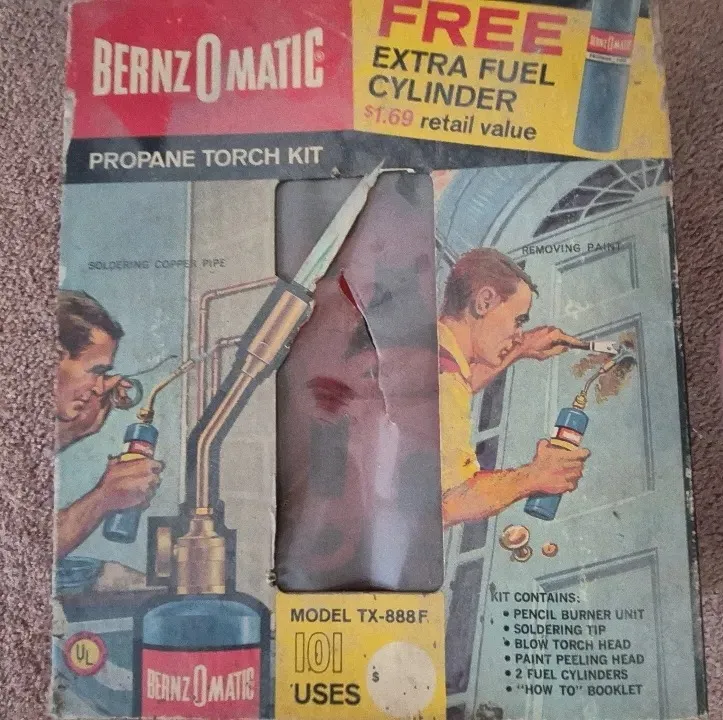 BERNZOMATIC®
FREE
EXTRA FUEL
CYLINDER
$1.69 retail value
BERNZOMATIC
PROPANE TORCH KIT
SOLDERING COPPER PIPE
REMOVING PAINT
UL
BERNZOMATIC
MODEL TX-888F
101
USES
$
KIT CONTAINS:
• PENCIL BURNER UNIT
• SOLDERING TIP
• BLOW TORCH HEAD
• PAINT PEELING HEAD
• 2 FUEL CYLINDERS
• "HOW TO" BOOKLET